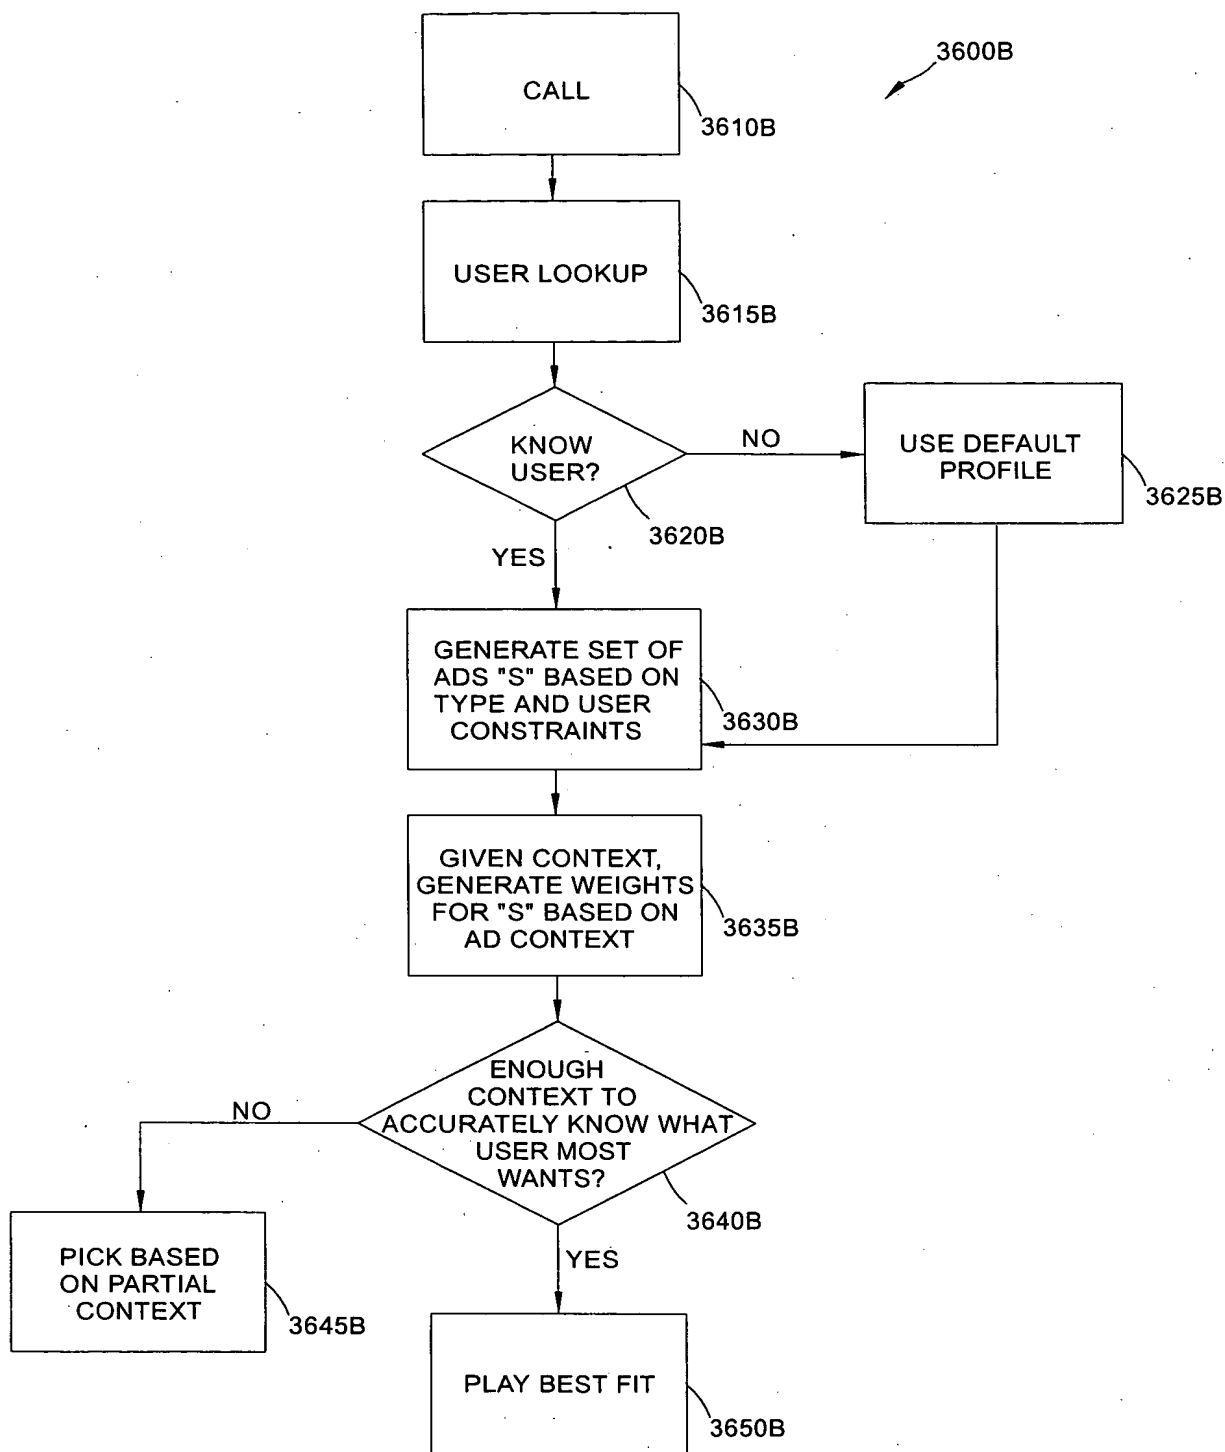 3600B
CALL
3610B
USER LOOKUP
3615B
KNOW
USER?
NO
USE DEFAULT
PROFILE
3625B
3620B
YES
GENERATE SET OF
ADS "S" BASED ON
TYPE AND USER
CONSTRAINTS
3630B
GIVEN CONTEXT,
GENERATE WEIGHTS
FOR "S" BASED ON
AD CONTEXT
3635B
ENOUGH
CONTEXT TO
ACCURATELY KNOW WHAT
USER MOST
WANTS?
NO
3640B
PICK BASED
ON PARTIAL
CONTEXT
3645B
YES
PLAY BEST FIT
3650B